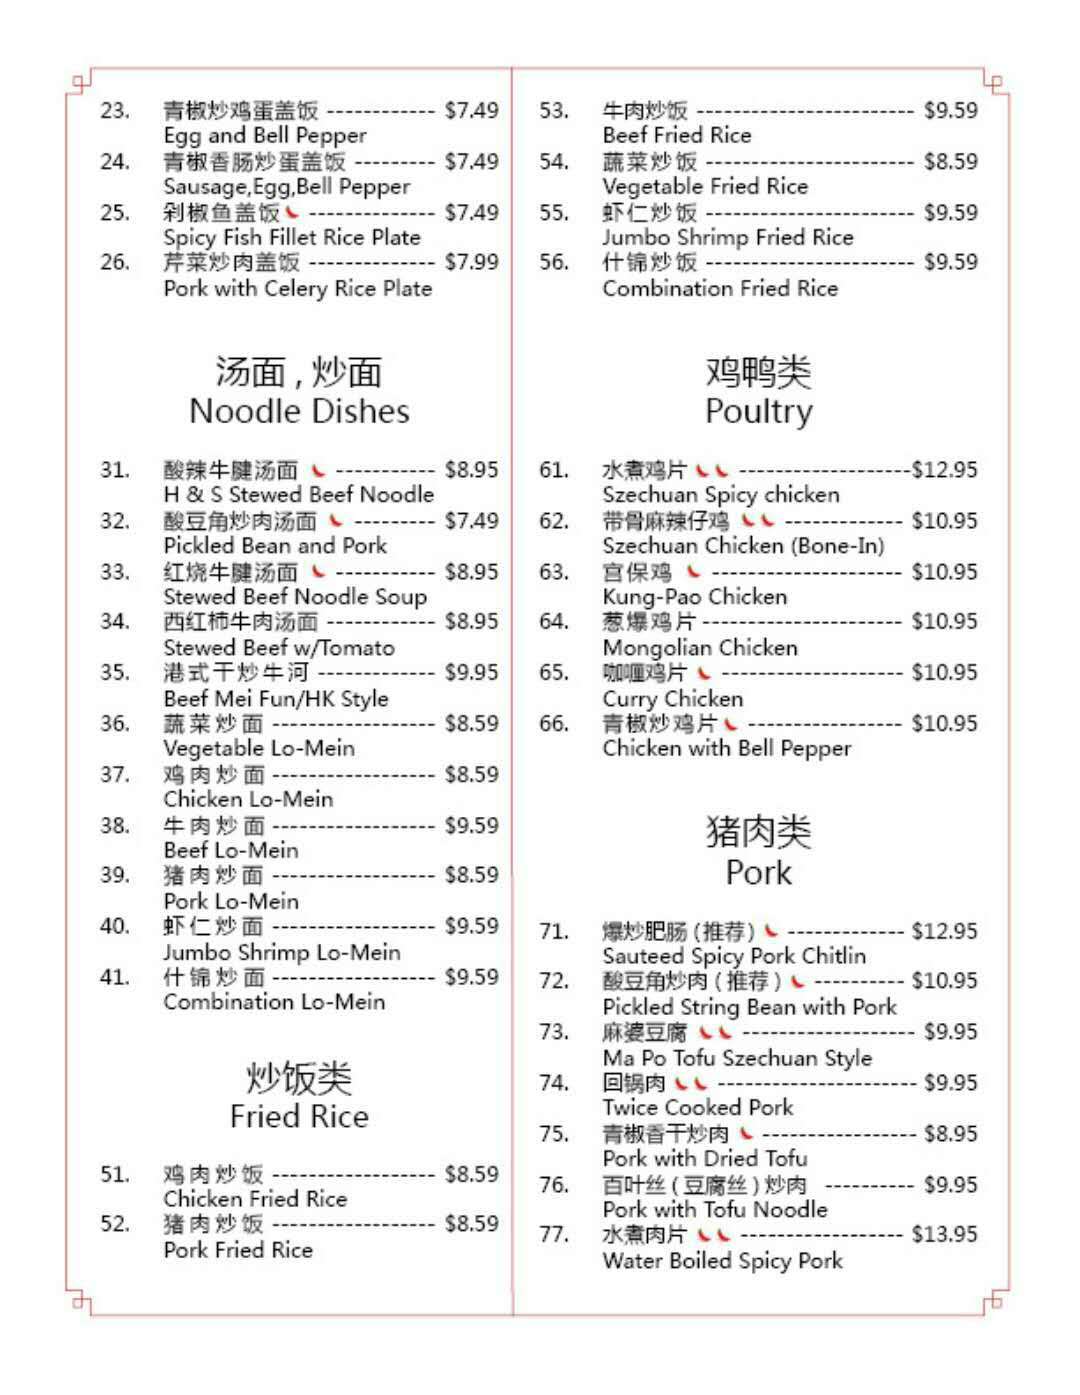 23. 青椒炒鸡蛋盖饭 ------------ $7.49
Egg and Bell Pepper
24. 青椒香肠炒蛋盖饭 --------- $7.49
Sausage,Egg,Bell Pepper
25. 剁椒鱼盖饭 -------------- $7.49
Spicy Fish Fillet Rice Plate
26. 芹菜炒肉盖饭 -------------- $7.99
Pork with Celery Rice Plate
汤面 , 炒面
Noodle Dishes
31. 酸辣牛腱汤面 ----------- $8.95
H & S Stewed Beef Noodle
32. 酸豆角炒肉汤面 --------- $7.49
Pickled Bean and Pork
33. 红烧牛腱汤面 ----------- $8.95
Stewed Beef Noodle Soup
34. 西红柿牛肉汤面 ------------ $8.95
Stewed Beef w/Tomato
35. 港式干炒牛河 ------------- $9.95
Beef Mei Fun/HK Style
36. 蔬菜炒面 ------------------ $8.59
Vegetable Lo-Mein
37. 鸡肉炒面 ------------------ $8.59
Chicken Lo-Mein
38. 牛肉炒面 ------------------ $9.59
Beef Lo-Mein
39. 猪肉炒面 ------------------ $8.59
Pork Lo-Mein
40. 虾仁炒面 ------------------ $9.59
Jumbo Shrimp Lo-Mein
41. 什锦炒面 ------------------ $9.59
Combination Lo-Mein
炒饭类
Fried Rice
51. 鸡肉炒饭 ------------------ $8.59
Chicken Fried Rice
52. 猪肉炒饭 ------------------ $8.59
Pork Fried Rice
53. 牛肉炒饭 ------------------------ $9.59
Beef Fried Rice
54. 蔬菜炒饭 ----------------------- $8.59
Vegetable Fried Rice
55. 虾仁炒饭 ----------------------- $9.59
Jumbo Shrimp Fried Rice
56. 什锦炒饭 ----------------------- $9.59
Combination Fried Rice
鸡鸭类
Poultry
61. 水煮鸡片 -------------------$12.95
Szechuan Spicy chicken
62. 带骨麻辣仔鸡 ------------- $10.95
Szechuan Chicken (Bone-In)
63. 宫保鸡 --------------------- $10.95
Kung-Pao Chicken
64. 葱爆鸡片 ---------------------- $10.95
Mongolian Chicken
65. 咖喱鸡片 -------------------- $10.95
Curry Chicken
66. 青椒炒鸡片 ----------------- $10.95
Chicken with Bell Pepper
猪肉类
Pork
71. 爆炒肥肠 (推荐) ------------- $12.95
Sauteed Spicy Pork Chitlin
72. 酸豆角炒肉 ( 推荐 ) ---------- $10.95
Pickled String Bean with Pork
73. 麻婆豆腐 ------------------- $9.95
Ma Po Tofu Szechuan Style
74. 回锅肉 ---------------------- $9.95
Twice Cooked Pork
75. 青椒香干炒肉 ----------------- $8.95
Pork with Dried Tofu
76. 百叶丝 ( 豆腐丝 ) 炒肉 ---------- $9.95
Pork with Tofu Noodle
77. 水煮肉片 ------------------ $13.95
Water Boiled Spicy Pork